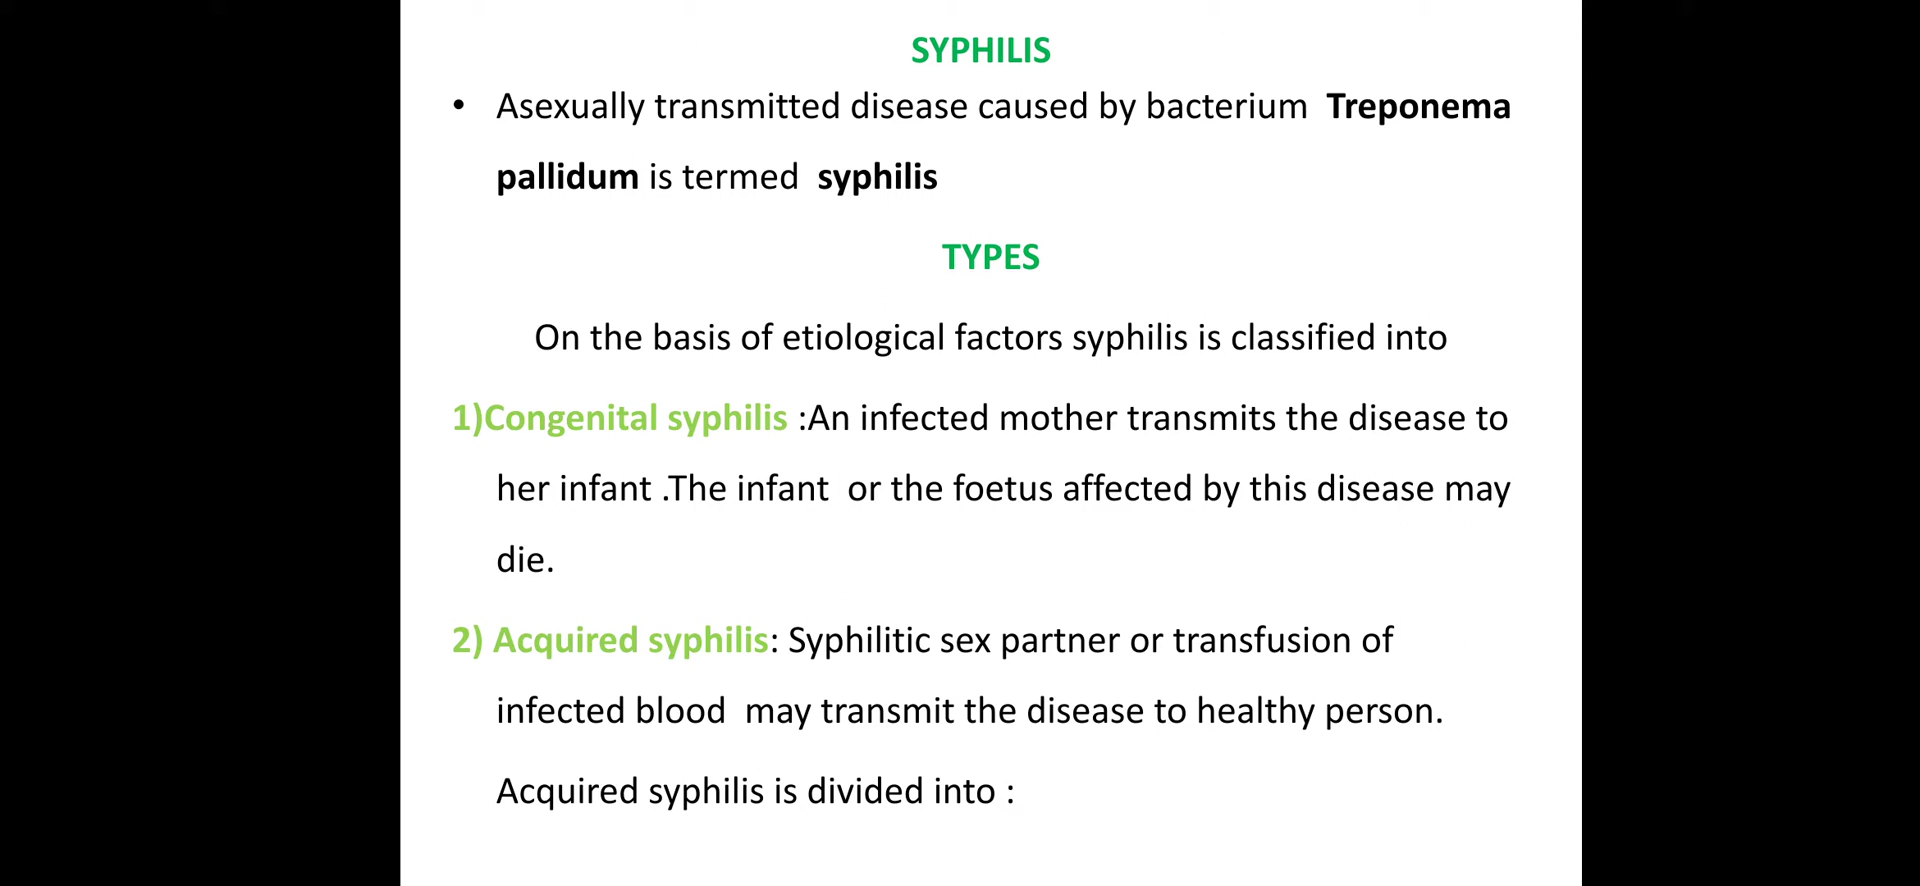 SYPHILIS
• Asexually transmitted disease caused by bacterium Treponema
pallidum is termed syphilis
TYPES
On the basis of etiological factors syphilis is classified into
1)Congenital syphilis :An infected mother transmits the disease to
her infant .The infant or the foetus affected by this disease may
die.
2) Acquired syphilis: Syphilitic sex partner or transfusion of
infected blood may transmit the disease to healthy person.
Acquired syphilis is divided into :